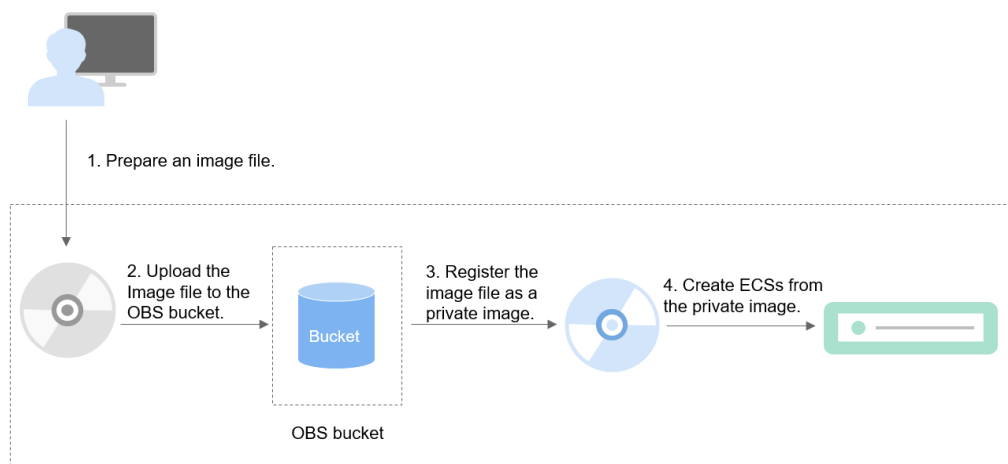 1. Prepare an image file.
2. Upload the
Image file to the
OBS bucket.
Bucket
OBS bucket
3. Register the
image file as a
private image.
4. Create ECSs from
the private image.